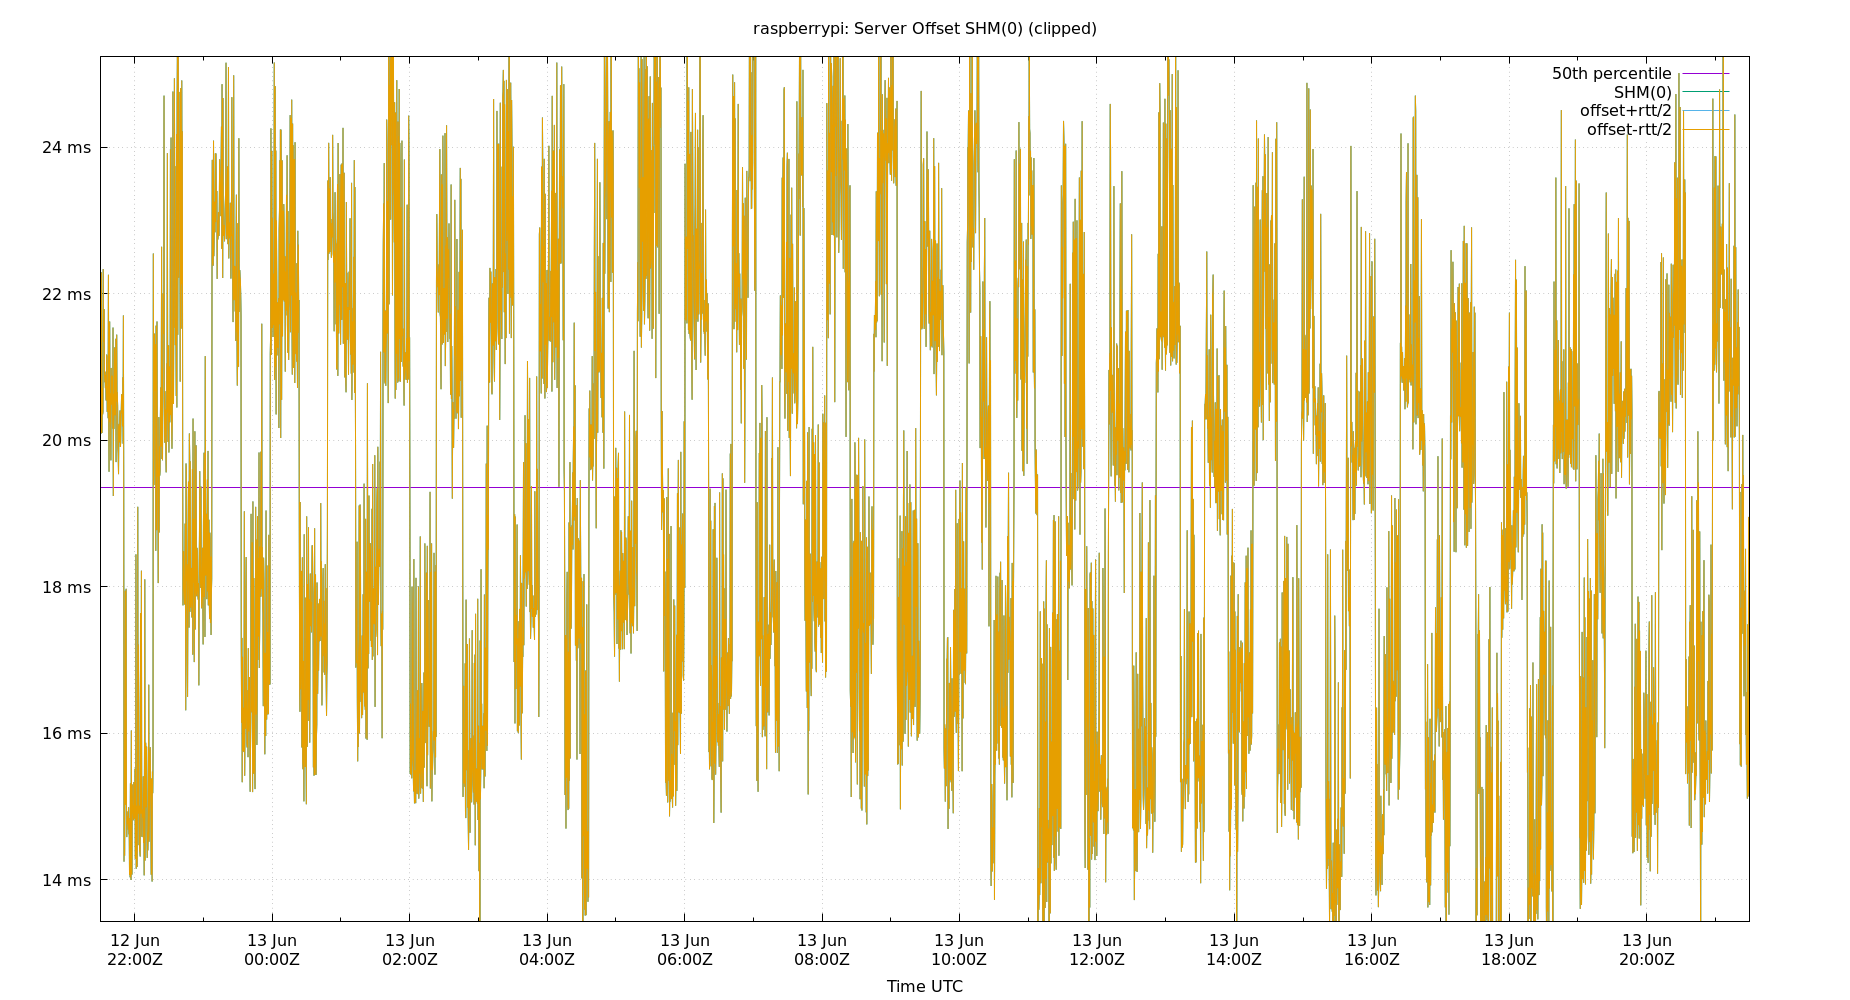 raspberrypi: Server Offset SHM(0) (clipped)
50th percentile
SHM(0)
offset+rtt/2
offset-rtt/2
24 ms
22 ms
20 ms
18 ms
16 ms
14 ms
12 Jun 13 Jun 13 Jun 13 Jun 13 Jun 13 Jun 13 Jun 13 Jun 13 Jun 13 Jun 13 Jun 13 Jun
22:00Z 00:00Z 02:00Z 04:00Z 06:00Z 08:00Z 10:00Z 12:00Z 14:00Z 16:00Z 18:00Z 20:00Z
Time UTC